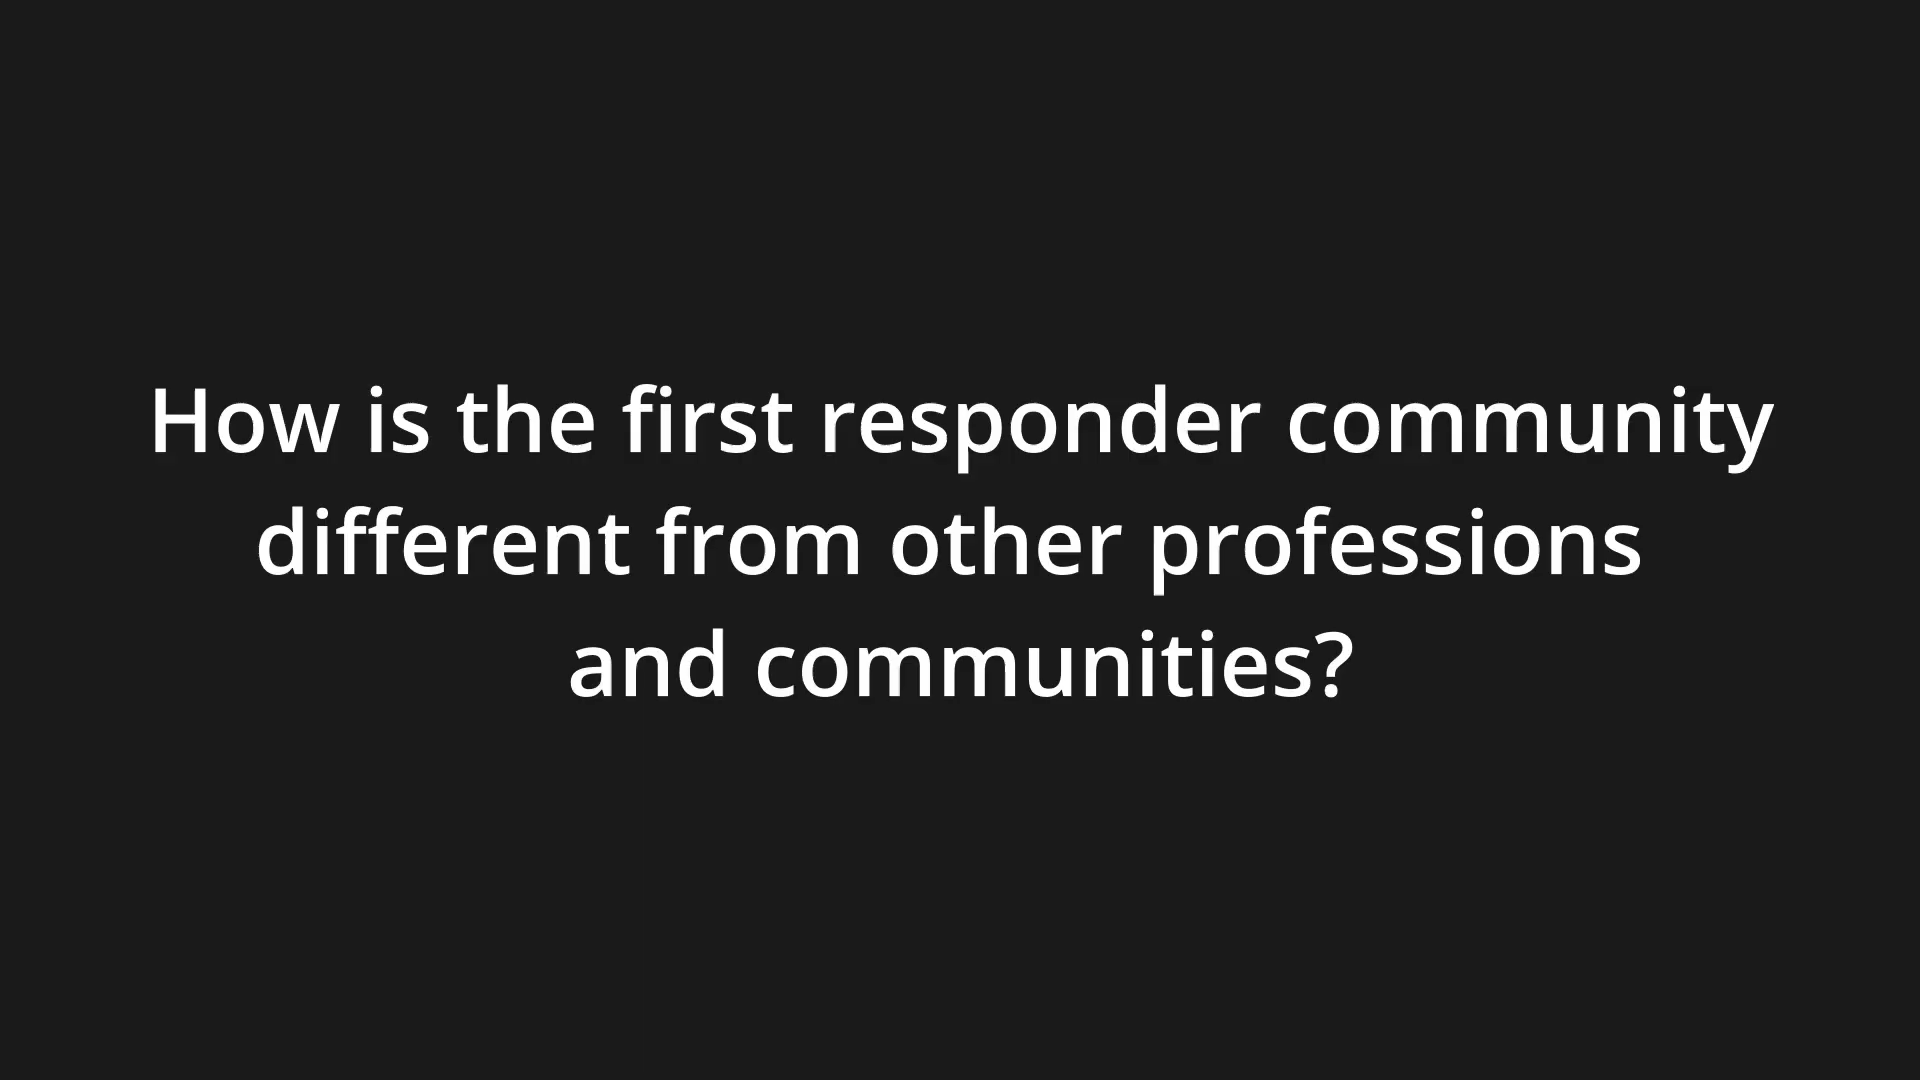 How is the first responder community
different from other professions
and communities?